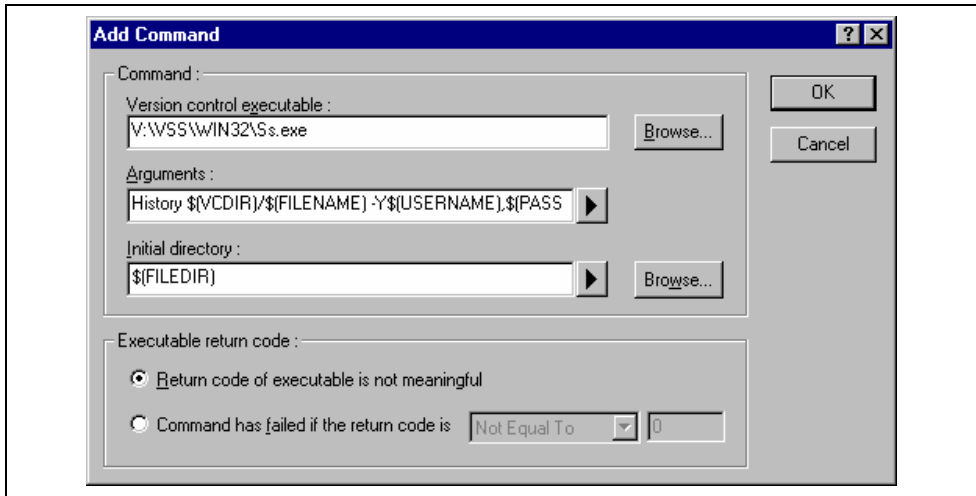 Add Command
Command :
Version control executable :
V:\VSS\WIN32\Ss.exe
Browse...
Arguments :
History $(VCDIR)/$(FILENAME) -Y$(USERNAME),$(PASS
Initial directory :
$(FILEDIR)
Browse...
OK
Cancel
Executable return code :
Return code of executable is not meaningful
Command has failed if the return code is
Not Equal To
0